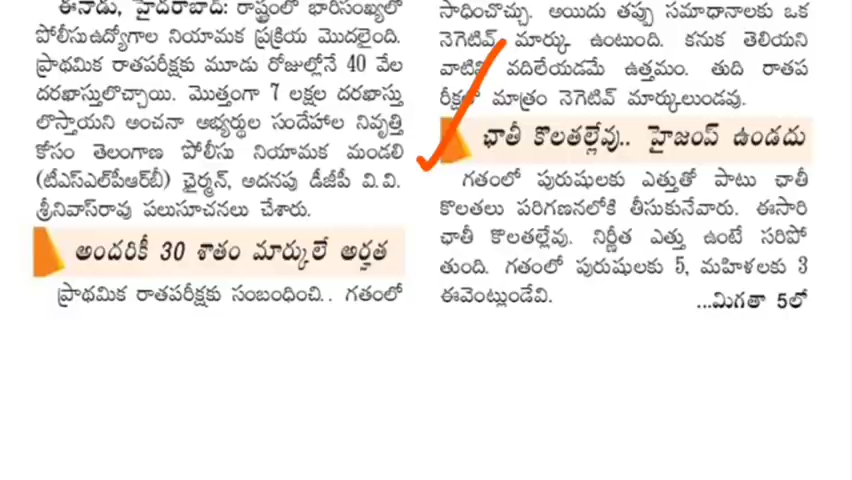 ఈనాడు, హైదరాబాద్: రాష్ట్రంలో భారీసంఖ్యలో
పోలీసుఉద్యోగాల నియామక ప్రక్రియ మొదలైంది.
ప్రాథమిక రాతపరీక్షకు మూడు రోజుల్లోనే 40 వేల
దరఖాస్తులొచ్చాయి. మొత్తంగా 7 లక్షల దరఖాస్తు
లొస్తాయని అంచనా అభ్యర్థుల సందేహాల నివృత్తి
కోసం తెలంగాణ పోలీసు నియామక మండలి
(టీఎస్ఎల్‌పీఆర్‌బీ) ఛైర్మన్, అదనపు డీజీపీ వి.వి.
శ్రీనివాస్‌రావు పలుసూచనలు చేశారు.
అందరికీ 30 శాతం మార్కులే అర్హత
ప్రాథమిక రాతపరీక్షకు సంబంధించి.. గతంలో
సాధించొచ్చు. అయిదు తప్పు సమాధానాలకు ఒక
నెగెటివ్ మార్కు ఉంటుంది. కనుక తెలియని
వదిలేయడమే ఉత్తమం. తుది రాతప
మాత్రం నెగెటివ్ మార్కులుండవు.
ఛాతీ కొలతల్లేవు.. హైజంప్ ఉండదు
గతంలో పురుషులకు ఎత్తుతో పాటు ఛాతీ
కొలతలు పరిగణనలోకి తీసుకునేవారు. ఈసారి
ఛాతీ కొలతల్లేవు. నిర్ణీత ఎత్తు ఉంటే సరిపో
తుంది. గతంలో పురుషులకు 5, మహిళలకు 3
ఈవెంట్లుండేవి.
...మిగతా 5లో